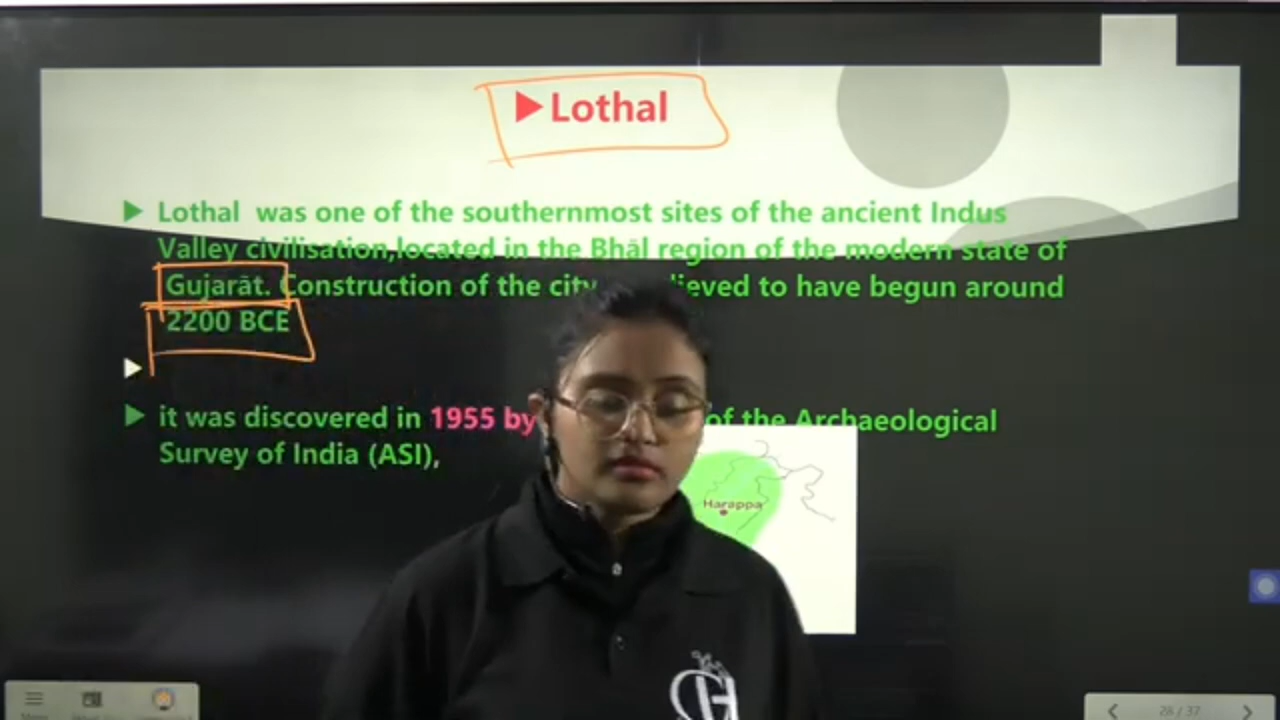 ▶Lothal
▶ Lothal was one of the southernmost sites of the ancient Indus
Valley civilisation,located in the Bhāl region of the modern state of
Gujarāt. Construction of the city lieved to have begun around
2200 BCE
▶
▶ it was discovered in 1955 by of the Archaeological
Survey of India (ASI),
Harappa
28 / 37